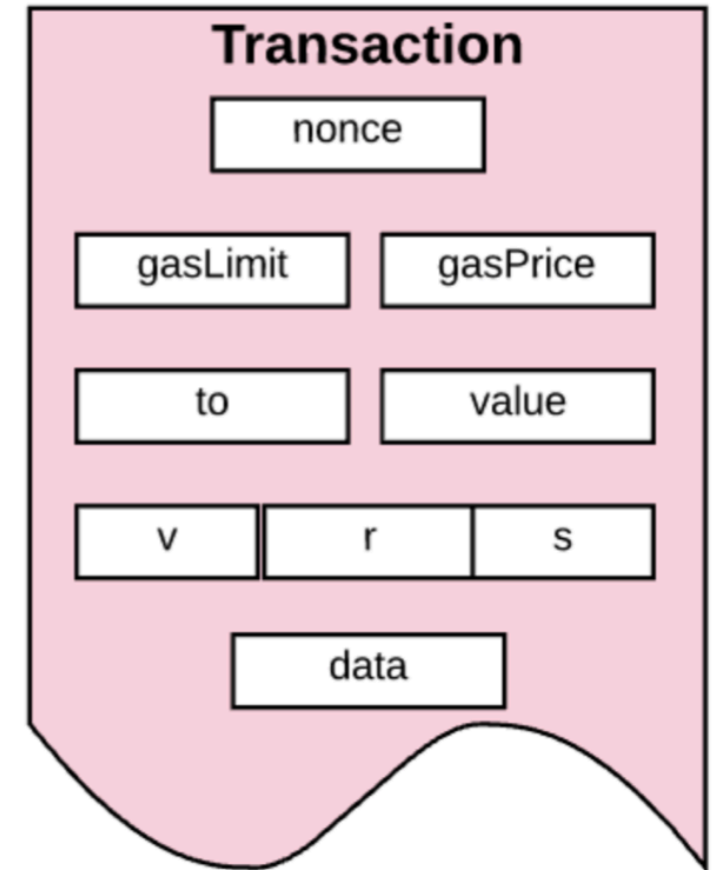 Transaction
nonce
gasLimit gasPrice
to value
v r s
data